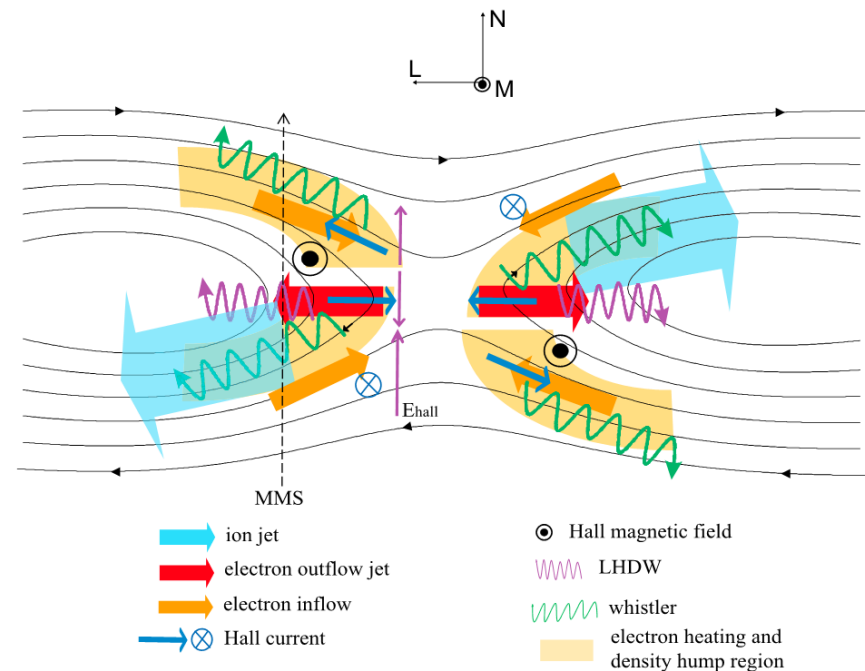 N
L
M
E hall
MMS
ion jet
electron outflow jet
electron inflow
Hall current
Hall magnetic field
LHDW
whistler
electron heating and
density hump region